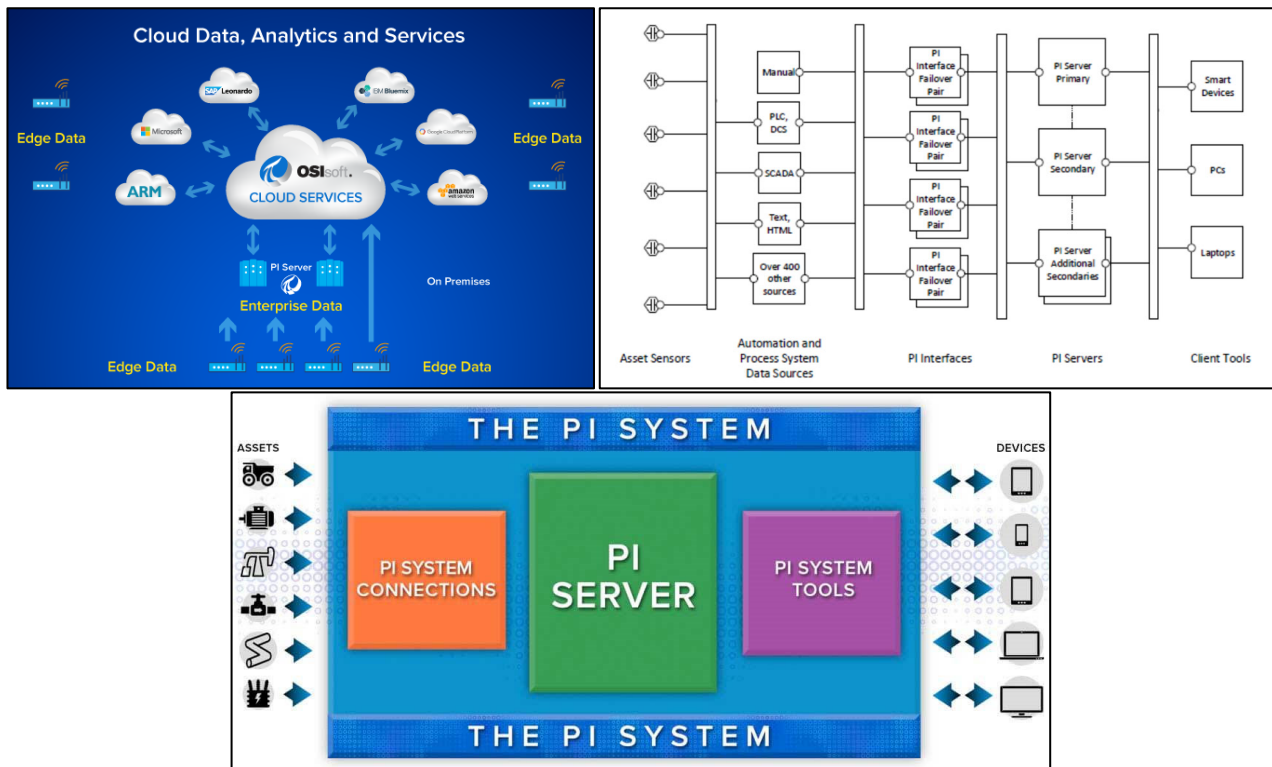 Cloud Data, Analytics and Services
SAP Leonardo
IBM Bluemix
Edge Data
Edge Data
Microsoft
Google Cloud Platform
OSIsoft.
CLOUD SERVICES
ARM
amazon
web services
PI Server
On Premises
Enterprise Data
Edge Data
Edge Data
Manual
PLC,
DCS
SCADA
Text,
HTML
Over 400
other
sources
PI
Interface
Failover
Pair
PI
Interface
Failover
Pair
PI
Interface
Failover
Pair
PI
Interface
Failover
Pair
PI Server
Primary
PI Server
Secondary
PI Server
Additional
Secondaries
Smart
Devices
PCs
Laptops
Asset Sensors
Automation and
Process System
Data Sources
PI Interfaces
PI Servers
Client Tools
THE PI SYSTEM
ASSETS
DEVICES
PI SYSTEM
CONNECTIONS
PI
SERVER
PI SYSTEM
TOOLS
THE PI SYSTEM